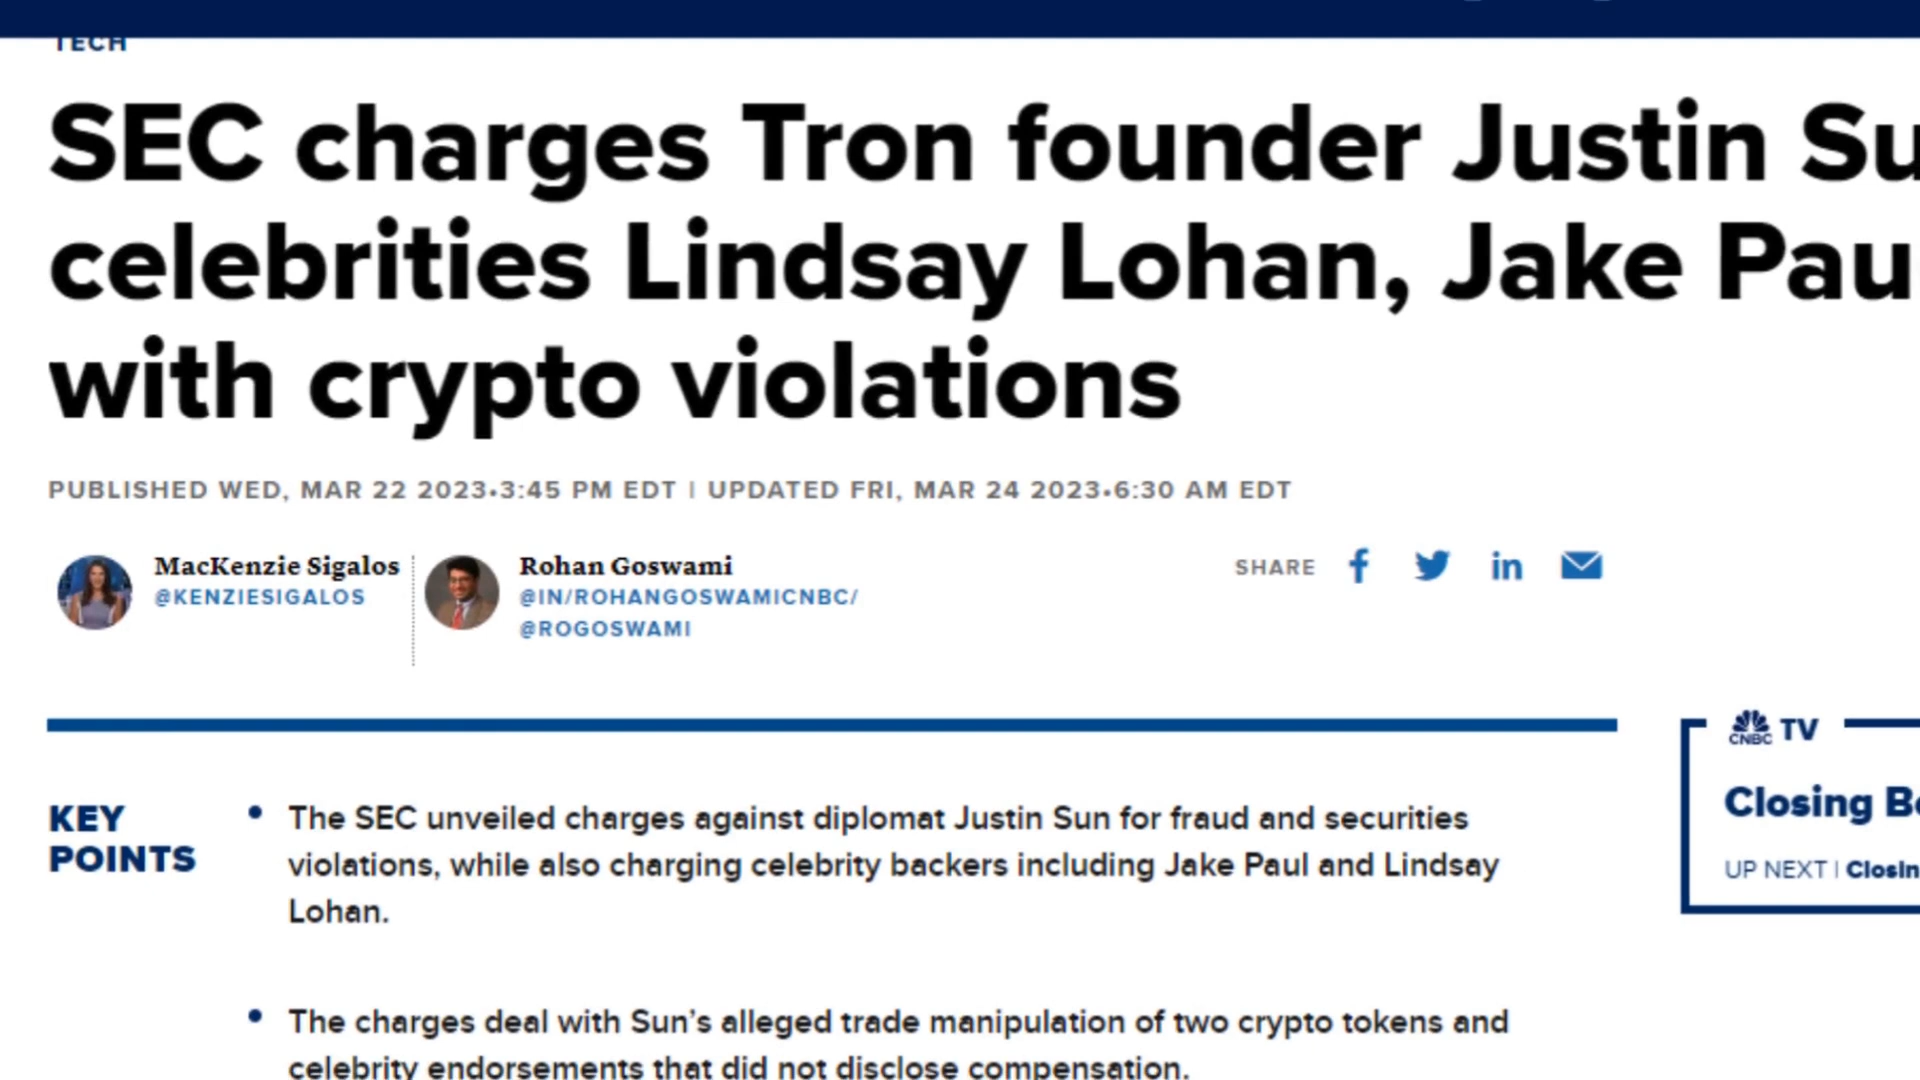 TECH
SEC charges Tron founder Justin Su
celebrities Lindsay Lohan, Jake Pau
with crypto violations
PUBLISHED WED, MAR 22 2023•3:45 PM EDT | UPDATED FRI, MAR 24 2023•6:30 AM EDT
MacKenzie Sigalos
@KENZIESIGALOS
Rohan Goswami
@IN/ROHANGOSWAMICNBC/
@ROGOSWAMI
SHARE
KEY
POINTS
• The SEC unveiled charges against diplomat Justin Sun for fraud and securities
violations, while also charging celebrity backers including Jake Paul and Lindsay
Lohan.
• The charges deal with Sun’s alleged trade manipulation of two crypto tokens and
celebrity endorsements that did not disclose compensation.
CNBC TV
Closing Be
UP NEXT | Closin